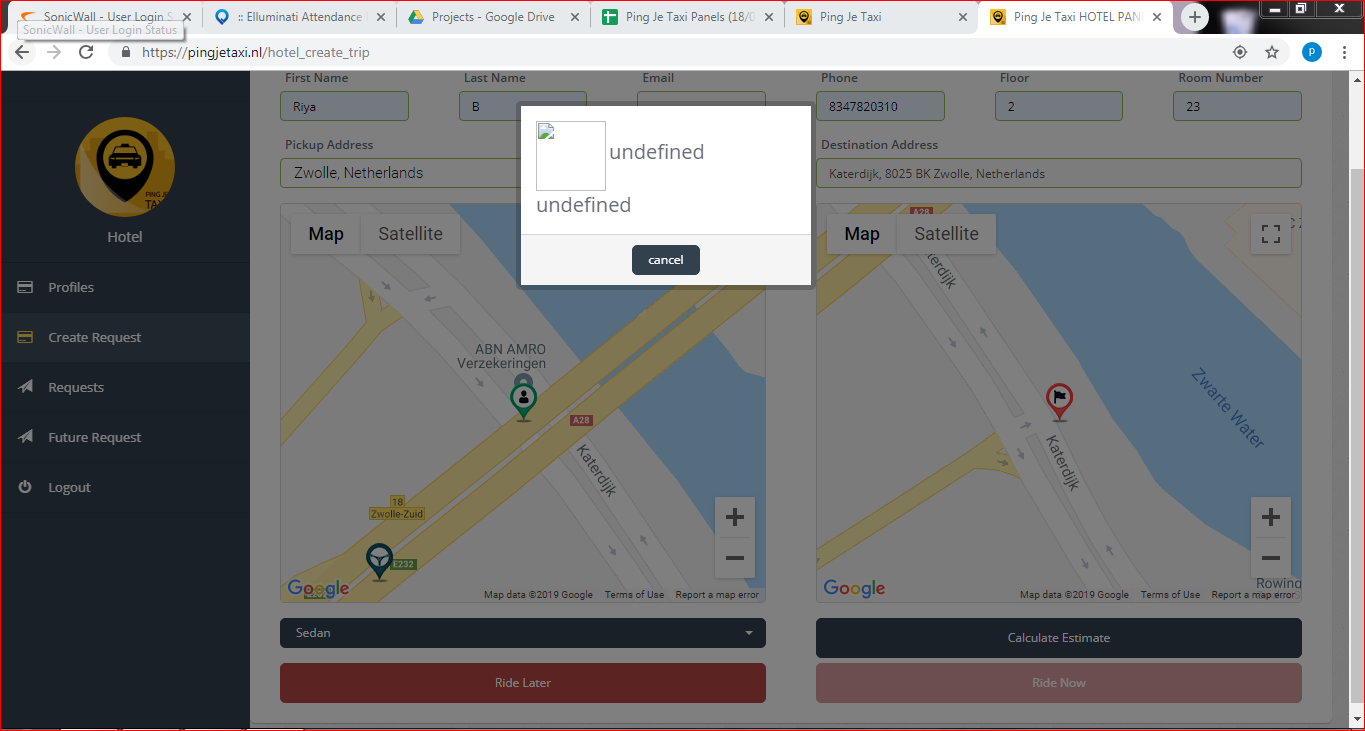 SonicWall - User Login S
:: Elluminati Attendance
Projects - Google Drive
Ping Je Taxi Panels (18/0
Ping Je Taxi
Ping Je Taxi HOTEL PAN
SonicWall - User Login Status
https://pingjetaxi.nl/hotel_create_trip
P
First Name
Last Name
Email
Phone
Floor
Room Number
Riya
B
8347820310
2
23
Pickup Address
Destination Address
Zwolle, Netherlands
Katerdijk, 8025 BK Zwolle, Netherlands
undefined
undefined
cancel
PING JE
TAXI
Hotel
Profiles
Create Request
Requests
Future Request
Logout
Map
Satellite
ABN AMRO
Verzekeringen
A28
Katerdijk
18
Zwolle-Zuid
E232
Google
Map data ©2019 Google
Terms of Use
Report a map error
A28
Map
Satellite
Katerdijk
Zwarte Water
Katerdijk
Rowing
Google
Map data ©2019 Google
Terms of Use
Report a map error
Sedan
Calculate Estimate
Ride Later
Ride Now